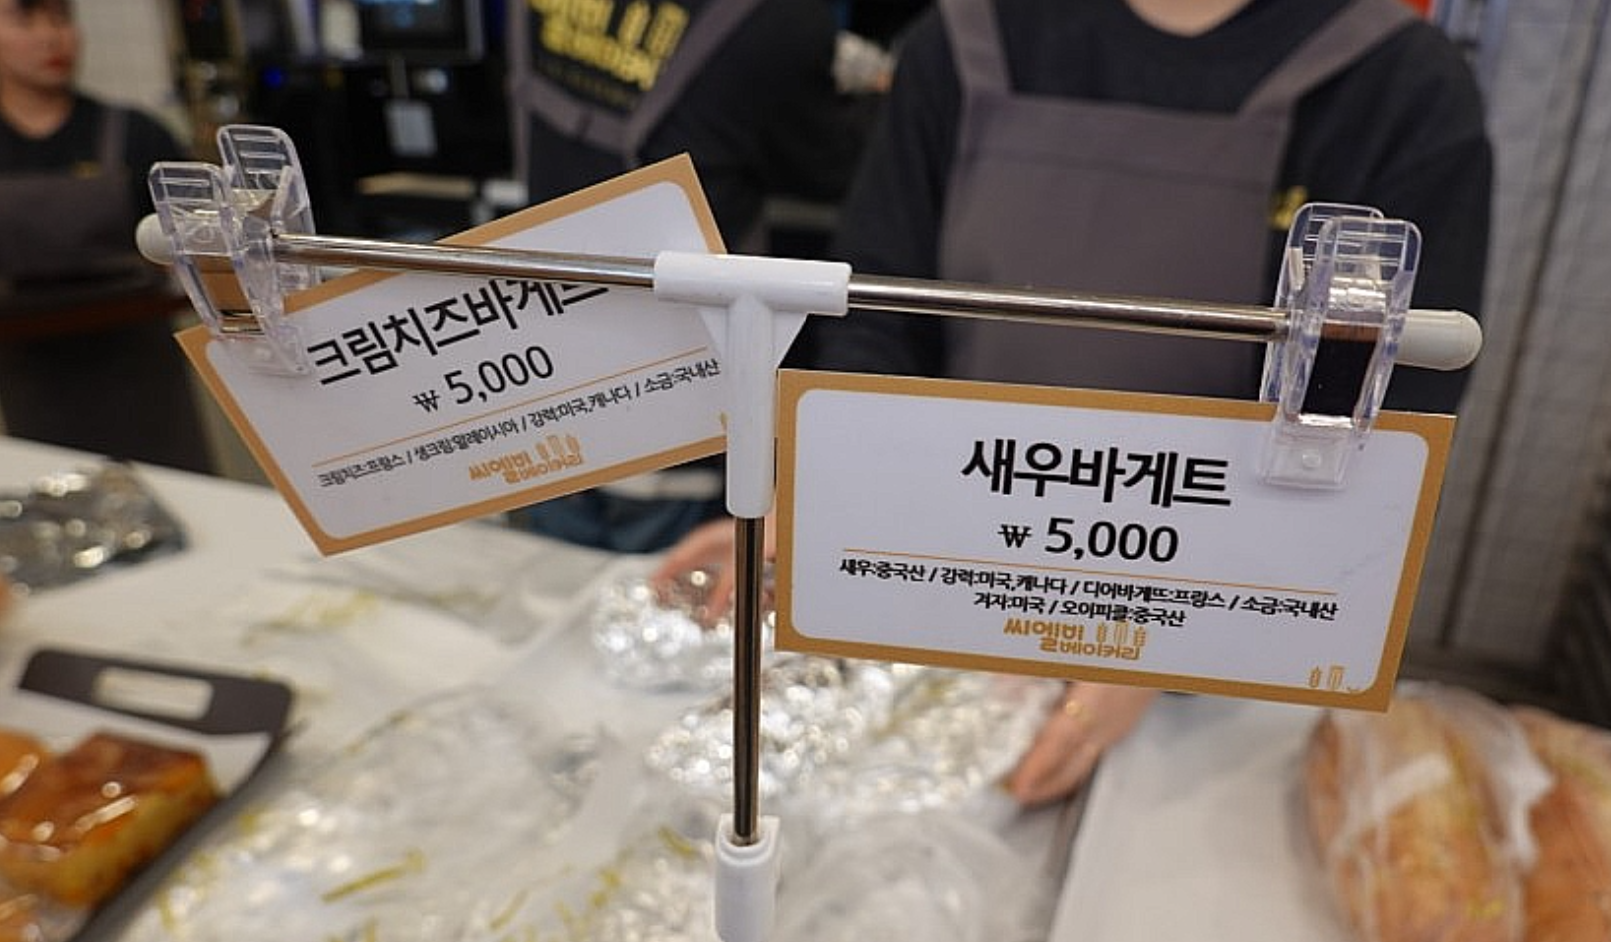 크림치즈바게트
₩ 5,000
크림치즈:프랑스 / 생크림:말레이시아 / 강력:미국,캐나다 / 소금:국내산
씨엘비
베이커리
새우바게트
₩ 5,000
새우:중국산 / 강력:미국,캐나다 / 디어바게뜨:프랑스 / 소금:국내산
겨자:미국 / 오이피클:중국산
씨엘비
베이커리